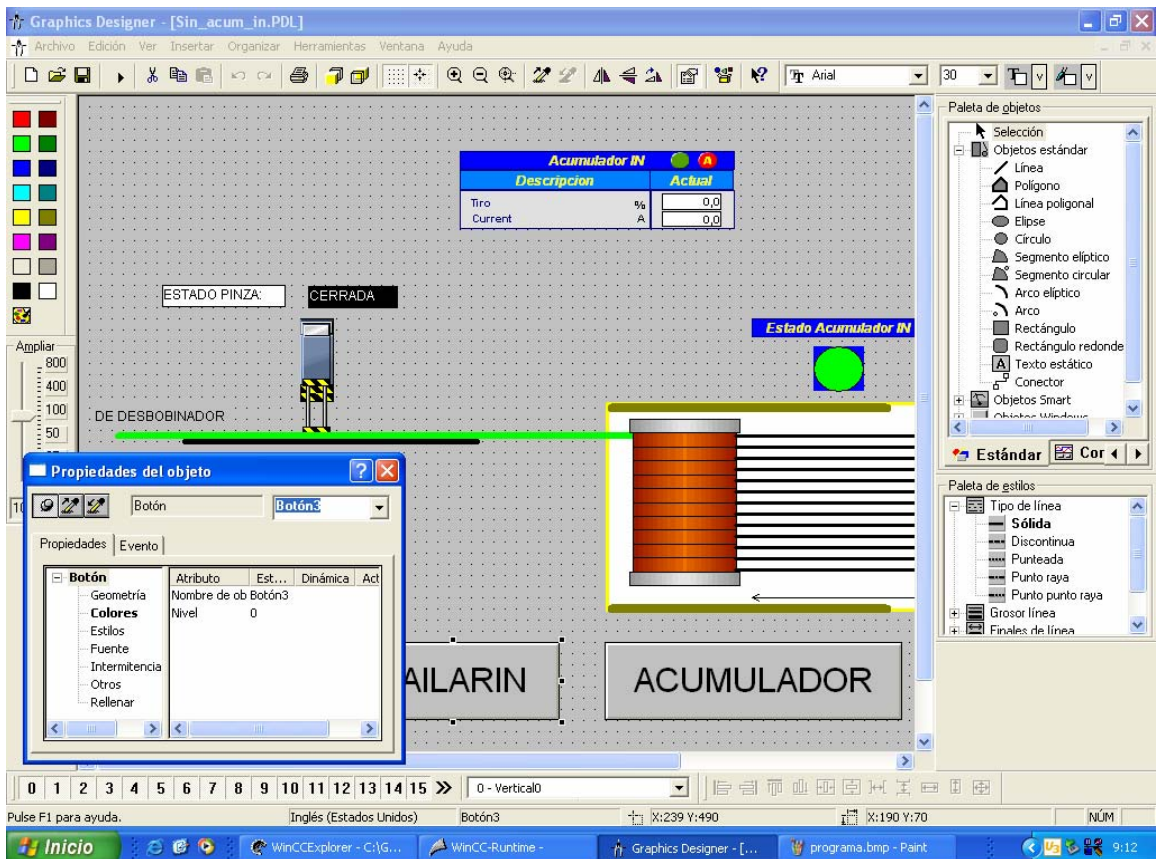 Graphics Designer - [Sin_acum_in.PDL]
Archivo Edición Ver Insertar Organizar Herramientas Ventana Ayuda
Arial 30
Paleta de objetos
Selección
Objetos estándar
Línea
Polígono
Línea poligonal
Elipse
Círculo
Segmento elíptico
Segmento circular
Arco elíptico
Arco
Rectángulo
Rectángulo redonde
Texto estático
Conector
Objetos Smart
Objetos Windows
Estándar Cor
Paleta de estilos
Tipo de línea
Sólida
Discontinua
Punteada
Punto raya
Punto punto raya
Grosor línea
Finales de línea
Ampliar
800
400
100
50
Acumulador IN A
Descripcion Actual
Tiro % 0,0
Current A 0,0
ESTADO PINZA: CERRADA
Estado Acumulador IN
DE DESBOBINADOR
AILARIN
ACUMULADOR
Propiedades del objeto
Botón Botón3
Propiedades Evento
Botón
Geometría
Colores
Estilos
Fuente
Intermitencia
Otros
Rellenar
Atributo Est... Dinámica Act
Nombre de ob Botón3
Nivel 0
0 1 2 3 4 5 6 7 8 9 10 11 12 13 14 15 0 - Vertical0
Pulse F1 para ayuda. Inglés (Estados Unidos) Botón3 X:239 Y:490 X:190 Y:70 NÚM
Inicio WinCCExplorer - C:\G... WinCC-Runtime - Graphics Designer - [... programa.bmp - Paint 9:12